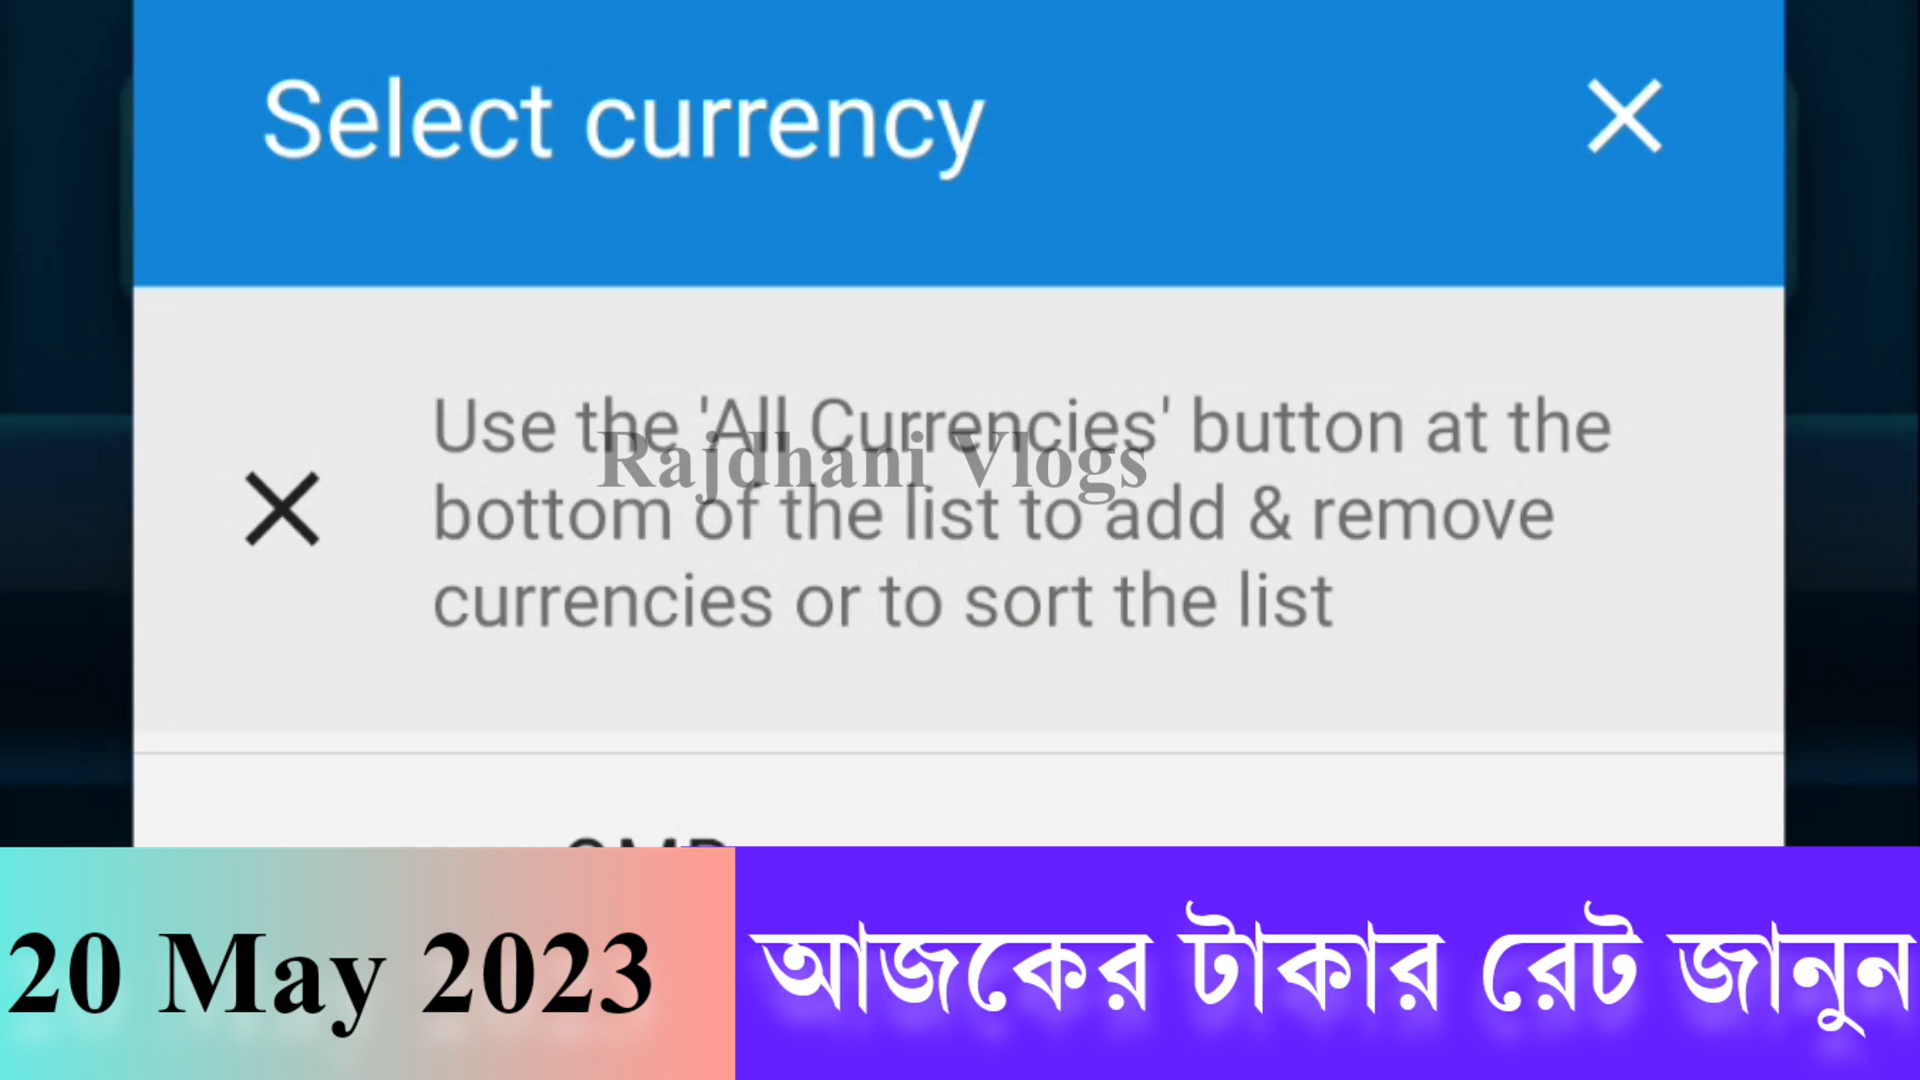 Select currency
Use the 'All Currencies' button at the
Rajdhani Vlogs
bottom of the list to add & remove
currencies or to sort the list
20 May 2023
আজকের টাকার রেট জানুন